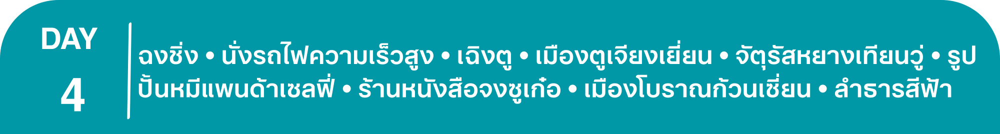 DAY
4
ฉงชิ่ง • นั่งรถไฟความเร็วสูง • เฉิงตู • เมืองตูเจียงเยี่ยน • จัตุรัสหยางเทียนวู่ • รูป
ปั้นหมีแพนด้าเซลฟี่ • ร้านหนังสือจงซูเก๋อ • เมืองโบราณก้วนเซี่ยน • ลำธารสีฟ้า